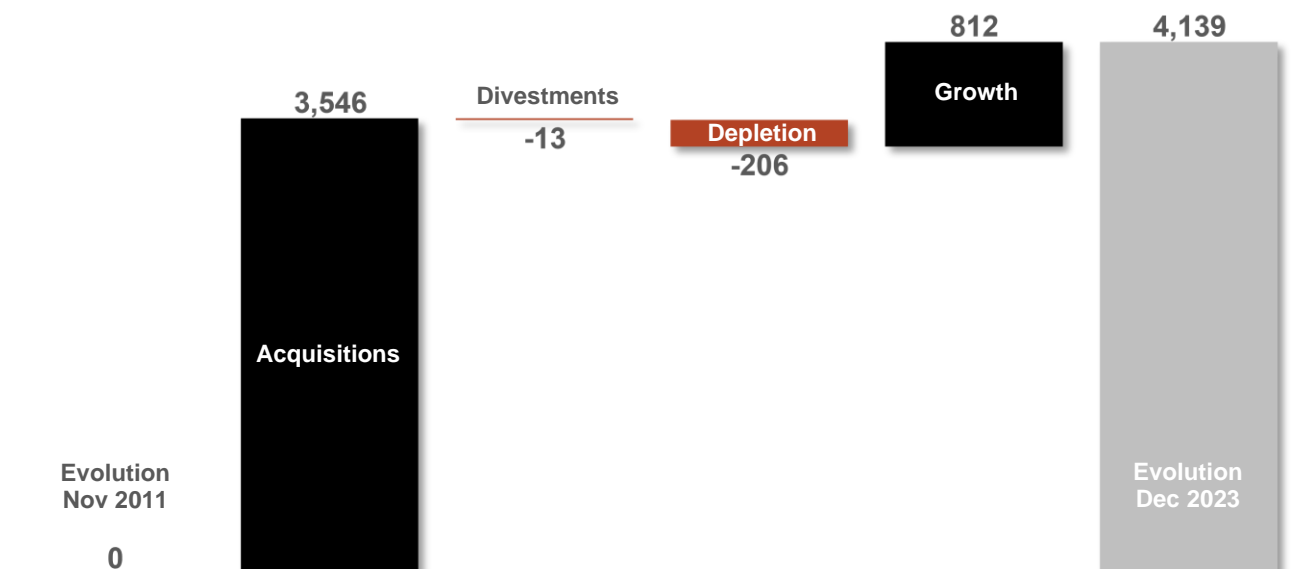 Evolution
Nov 2011
0
3,546
Acquisitions
Divestments
-13
Depletion
-206
812
Growth
4,139
Evolution
Dec 2023